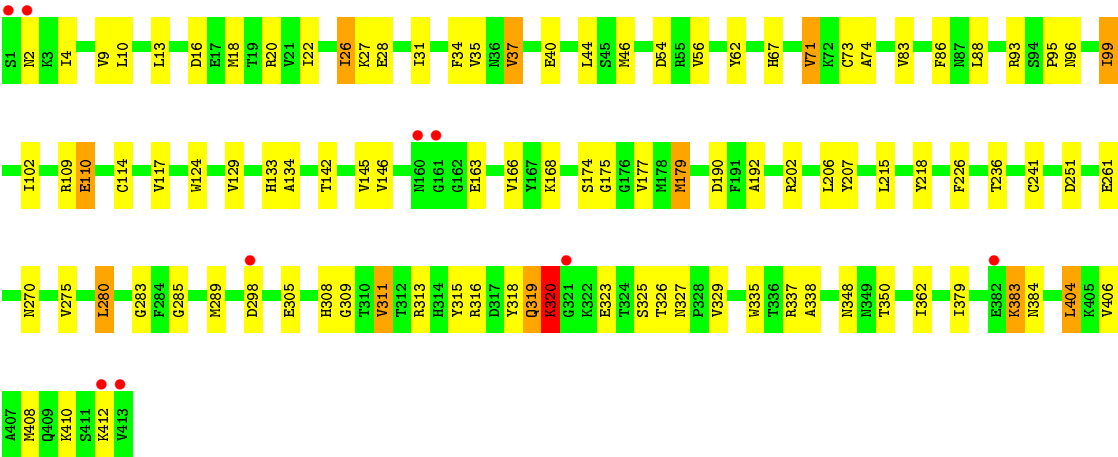 S1 N2 K3 I4 V9 L10 L13 D16 E17 M18 T19 R20 V21 I22 I26 K27 E28 I31 F34 V35 N36 V37 E40 L44 S45 M46 D54 R55 V56 Y62 H67 V71 K72 C73 A74 V83 F86 N87 L88 R93 S94 P95 N96 I99
I102 R109 E110 C114 V117 W124 V129 H133 A134 T142 V145 V146 N160 G161 G162 E163 V166 Y167 K168 S174 G175 G176 V177 M178 M179 D190 F191 A192 R202 L206 Y207 L215 Y218 F226 T236 C241 D251 E261
N270 V275 L280 G283 F284 G285 M289 D298 E305 H308 G309 T310 V311 T312 R313 H314 Y315 R316 D317 Y318 Q319 K320 G321 K322 E323 T324 S325 T326 N327 P328 V329 W335 T336 R337 A338 N348 N349 T350 I362 I379 E382 K383 N384 L404 K405 V406
A407 M408 Q409 K410 S411 K412 V413